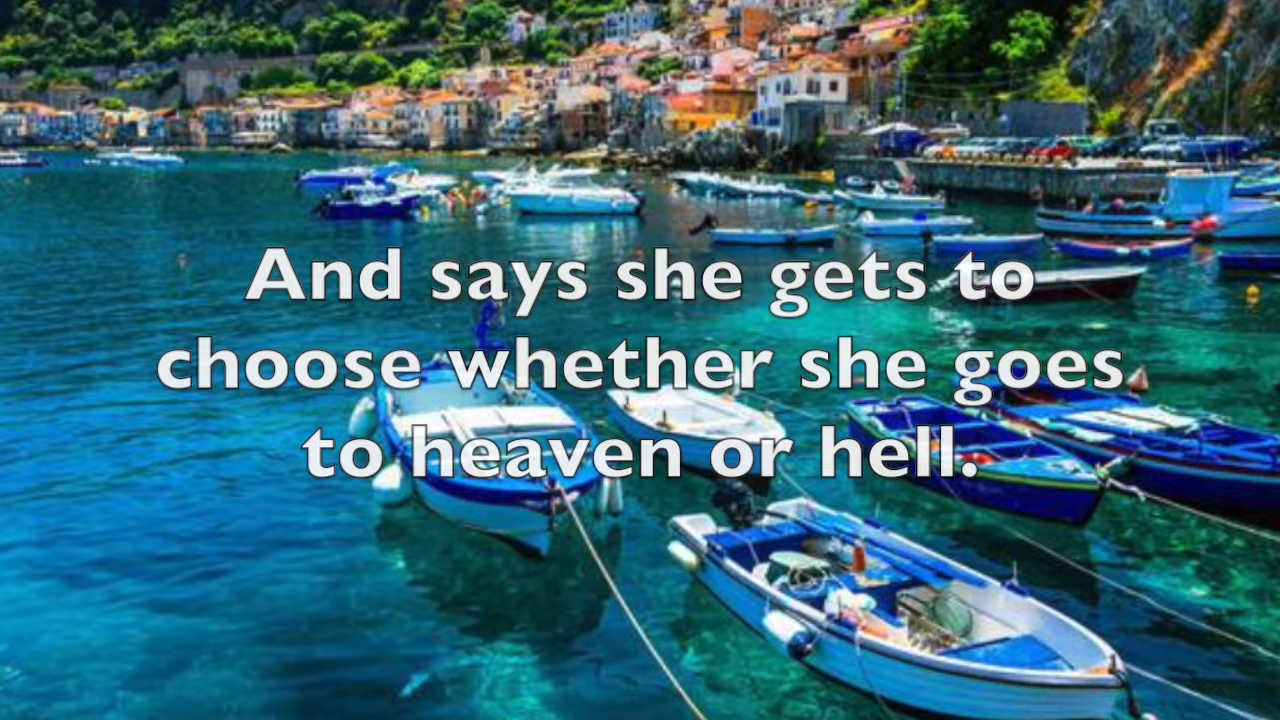 And says she gets to
choose whether she goes
to heaven or hell.